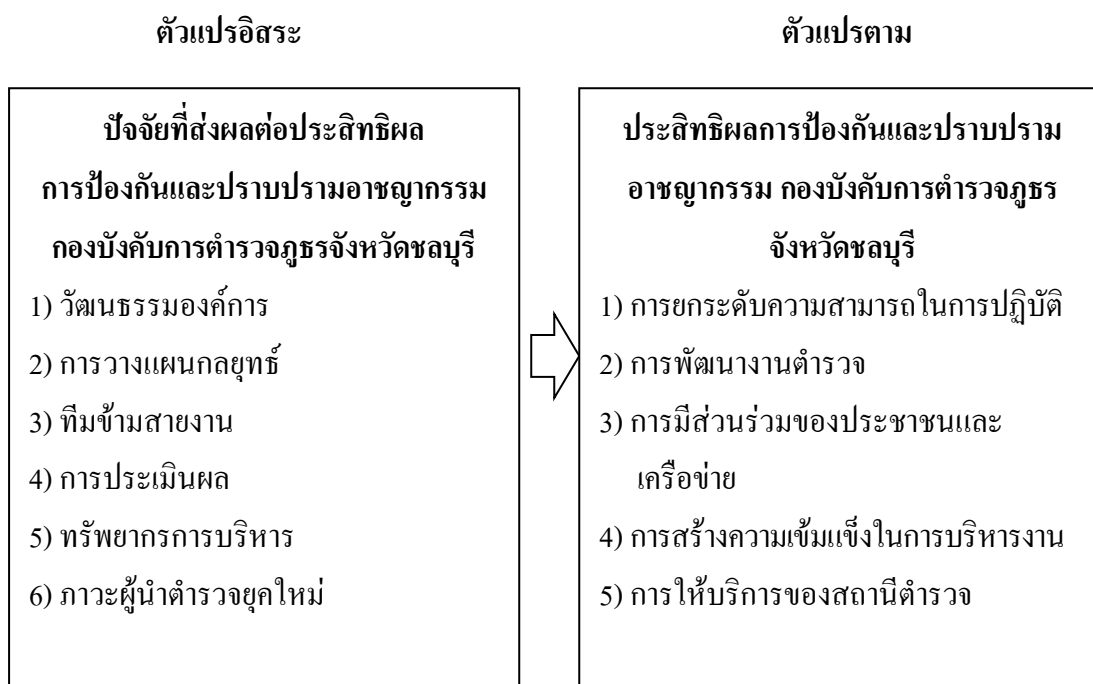 ตัวแปรอิสระ
ปัจจัยที่ส่งผลต่อประสิทธิผล
การป้องกันและปราบปรามอาชญากรรม
กองบังคับการตำรวจภูธรจังหวัดชลบุรี
1) วัฒนธรรมองค์การ
2) การวางแผนกลยุทธ์
3) ทีมข้ามสายงาน
4) การประเมินผล
5) ทรัพยากรการบริหาร
6) ภาวะผู้นำตำรวจยุคใหม่
ตัวแปรตาม
ประสิทธิผลการป้องกันและปราบปราม
อาชญากรรม กองบังคับการตำรวจภูธร
จังหวัดชลบุรี
1) การยกระดับความสามารถในการปฏิบัติ
2) การพัฒนางานตำรวจ
3) การมีส่วนร่วมของประชาชนและ
เครือข่าย
4) การสร้างความเข้มแข็งในการบริหารงาน
5) การให้บริการของสถานีตำรวจ